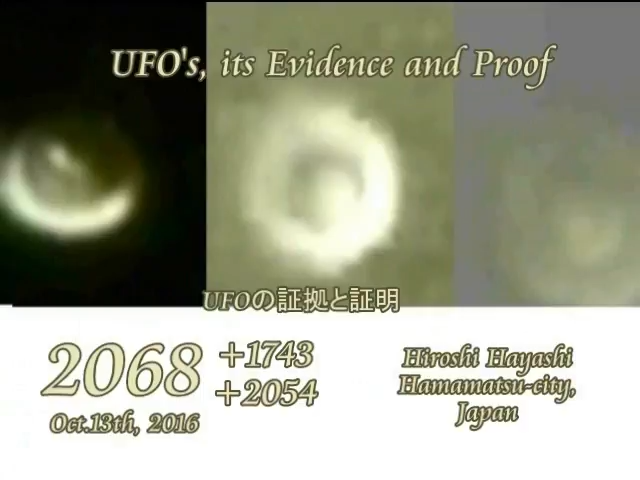 UFO's, its Evidence and Proof
UFOの証拠と証明
2068
+1743
+2054
Oct.13th, 2016
Hiroshi Hayashi
Hamamatsu-city,
Japan